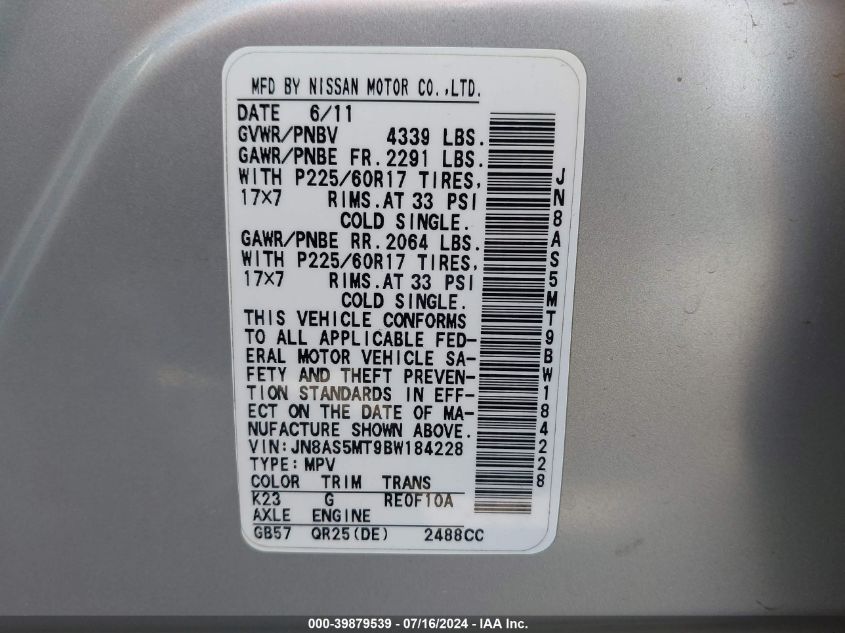 MFD BY NISSAN MOTOR CO.,LTD.
DATE 6/11
GVWR/PNBV 4339 LBS.
GAWR/PNBE FR. 2291 LBS.
WITH P225/60R17 TIRES,
17X7 RIMS.AT 33 PSI
COLD SINGLE.
GAWR/PNBE RR. 2064 LBS.
WITH P225/60R17 TIRES,
17X7 RIMS.AT 33 PSI
COLD SINGLE.
THIS VEHICLE CONFORMS
TO ALL APPLICABLE FED-
ERAL MOTOR VEHICLE SA-
FETY AND THEFT PREVEN-
TION STANDARDS IN EFF-
ECT ON THE DATE OF MA-
NUFACTURE SHOWN ABOVE.
VIN: JN8AS5MT9BW184228
TYPE: MPV
COLOR TRIM TRANS
K23 G RE0F10A
AXLE ENGINE
GB57 QR25(DE) 2488CC
JN8AS5MT9BW184228
000-39879539 - 07/16/2024 - IAA Inc.